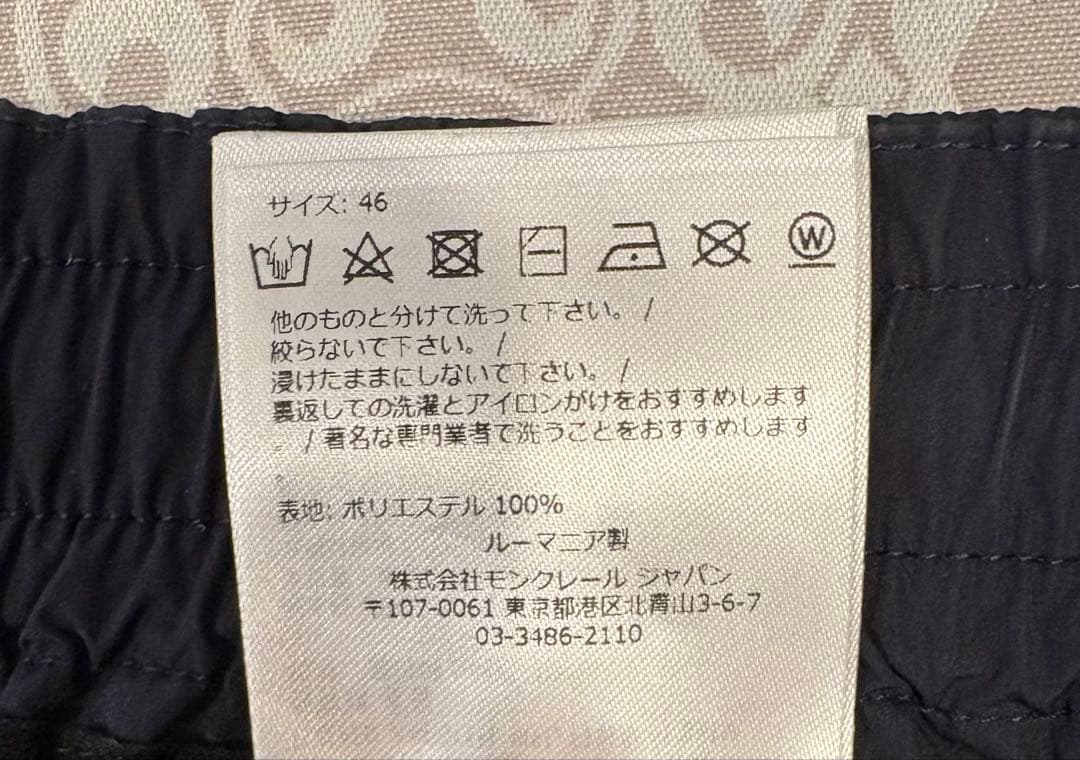 サイズ: 46
W
他のものと分けて洗って下さい。 /
絞らないで下さい。 /
浸けたままにしないで下さい。 /
裏返しての洗濯とアイロンがけをおすすめします
。 / 著名な専門業者で洗うことをおすすめします
。
表地: ポリエステル 100%
ルーマニア製
株式会社モンクレール ジャパン
〒107-0061 東京都港区北青山3-6-7
03-3486-2110